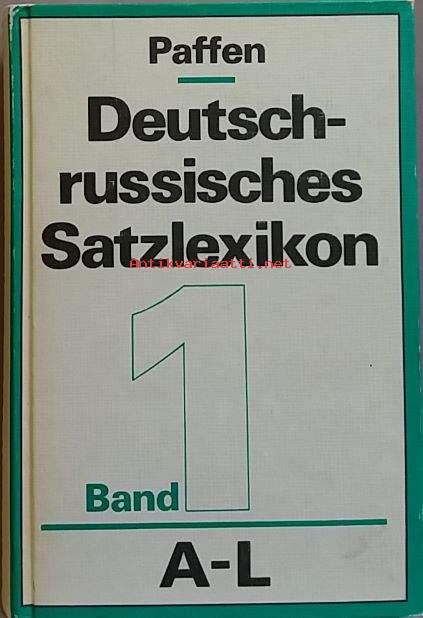 Paffen
Deutsch-
russisches
Satzlexikon
Antikvariaatti.net
1
Band
A-L